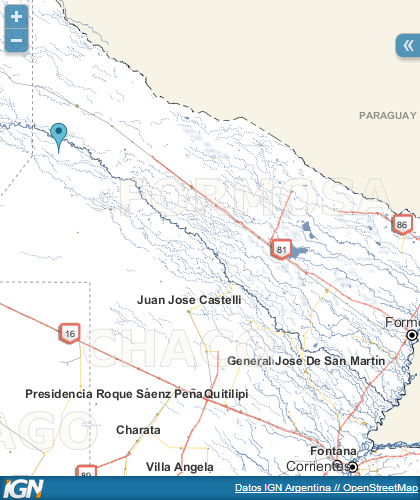 +
−
«
PARAGUAY
FORMOSA
86
81
Juan Jose Castelli
16
Formo
CHACO
General José De San Martín
Presidencia Roque Sáenz Peña
Quitilipi
AGO
Charata
Fontana
Villa Angela
Corrientes
89
IGN
Datos IGN Argentina // OpenStreetMap